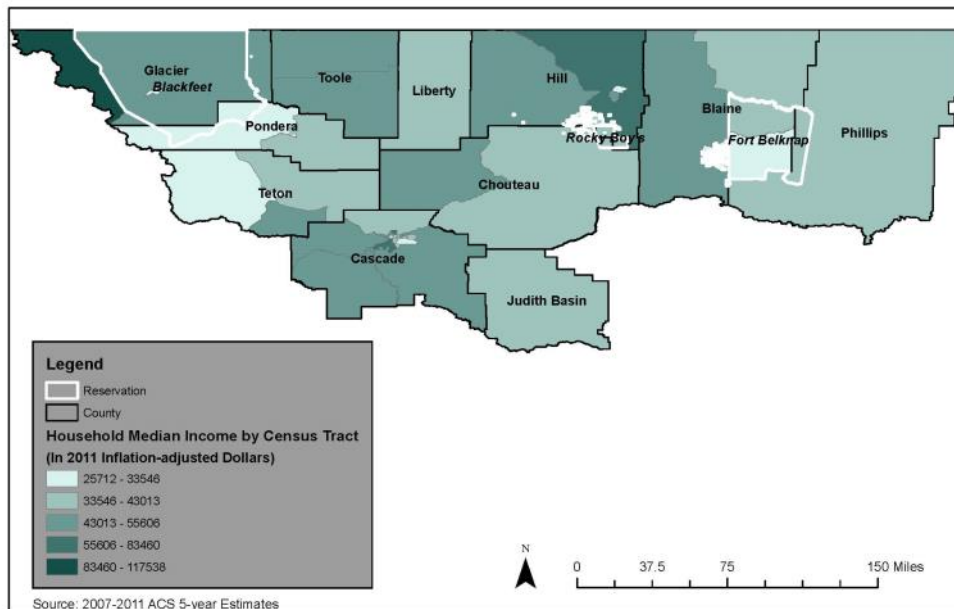 Glacier
Blackfeet
Toole
Liberty
Hill
Blaine
Phillips
Pondera
Rocky Boy's
Fort Belknap
Teton
Chouteau
Cascade
Judith Basin
Legend
Reservation
County
Household Median Income by Census Tract
(In 2011 Inflation-adjusted Dollars)
25712 - 33546
33546 - 43013
43013 - 55606
55606 - 83460
83460 - 117538
N
0 37.5 75 150 Miles
Source: 2007-2011 ACS 5-year Estimates